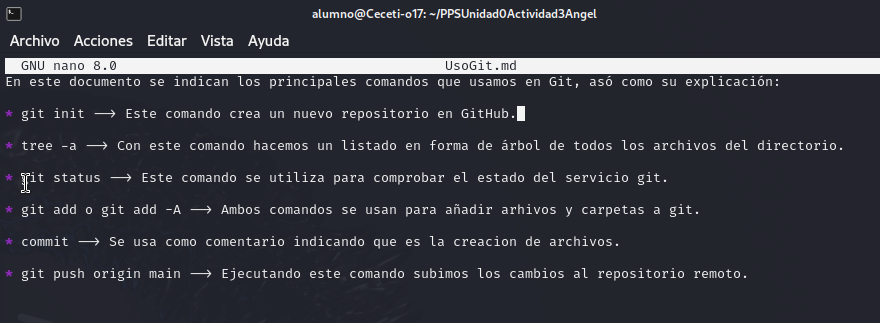 alumno@Ceceti-o17: ~/PPSUnidad0Actividad3Angel
Archivo Acciones Editar Vista Ayuda
GNU nano 8.0 UsoGit.md
En este documento se indican los principales comandos que usamos en Git, asó como su explicación:
* git init —> Este comando crea un nuevo repositorio en GitHub.
* tree -a —> Con este comando hacemos un listado en forma de árbol de todos los archivos del directorio.
* git status —> Este comando se utiliza para comprobar el estado del servicio git.
* git add o git add -A —> Ambos comandos se usan para añadir arhivos y carpetas a git.
* commit —> Se usa como comentario indicando que es la creacion de archivos.
* git push origin main —> Ejecutando este comando subimos los cambios al repositorio remoto.